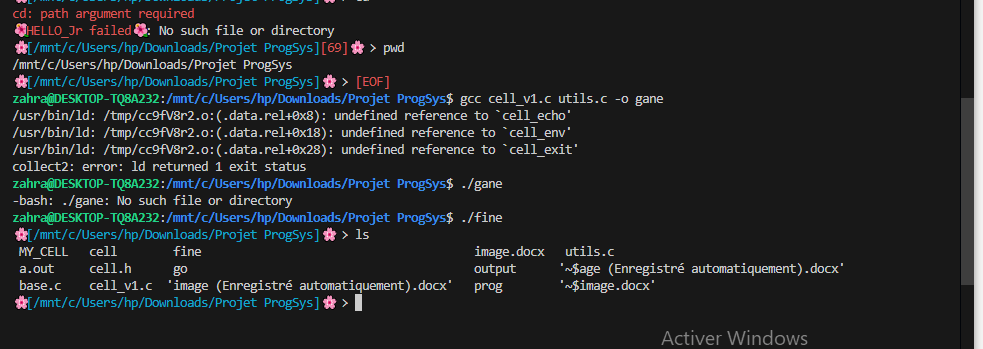 cd: path argument required
🌺HELLO_Jr failed🌺: No such file or directory
🌸[/mnt/c/Users/hp/Downloads/Projet ProgSys][69]🌸 > pwd
/mnt/c/Users/hp/Downloads/Projet ProgSys
🌸[/mnt/c/Users/hp/Downloads/Projet ProgSys]🌸 > [EOF]
zahra@DESKTOP-TQ8A232:/mnt/c/Users/hp/Downloads/Projet ProgSys$ gcc cell_v1.c utils.c -o gane
/usr/bin/ld: /tmp/cc9fV8r2.o:(.data.rel+0x8): undefined reference to `cell_echo'
/usr/bin/ld: /tmp/cc9fV8r2.o:(.data.rel+0x18): undefined reference to `cell_env'
/usr/bin/ld: /tmp/cc9fV8r2.o:(.data.rel+0x28): undefined reference to `cell_exit'
collect2: error: ld returned 1 exit status
zahra@DESKTOP-TQ8A232:/mnt/c/Users/hp/Downloads/Projet ProgSys$ ./gane
-bash: ./gane: No such file or directory
zahra@DESKTOP-TQ8A232:/mnt/c/Users/hp/Downloads/Projet ProgSys$ ./fine
🌸[/mnt/c/Users/hp/Downloads/Projet ProgSys]🌸 > ls
MY_CELL cell fine image.docx utils.c
a.out cell.h go output '~$age (Enregistré automatiquement).docx'
base.c cell_v1.c 'image (Enregistré automatiquement).docx' prog '~$image.docx'
🌸[/mnt/c/Users/hp/Downloads/Projet ProgSys]🌸 >
Activer Windows